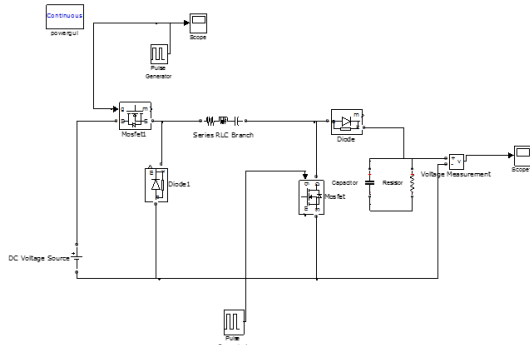 Continuous
powergui
Scope
Pulse
Generator
g
m
Mosfet1
Series RLC Branch
m
Diode
Diode1
Mosfet
Capacitor
Resistor
v
Voltage Measurement
DC Voltage Source
Pulse